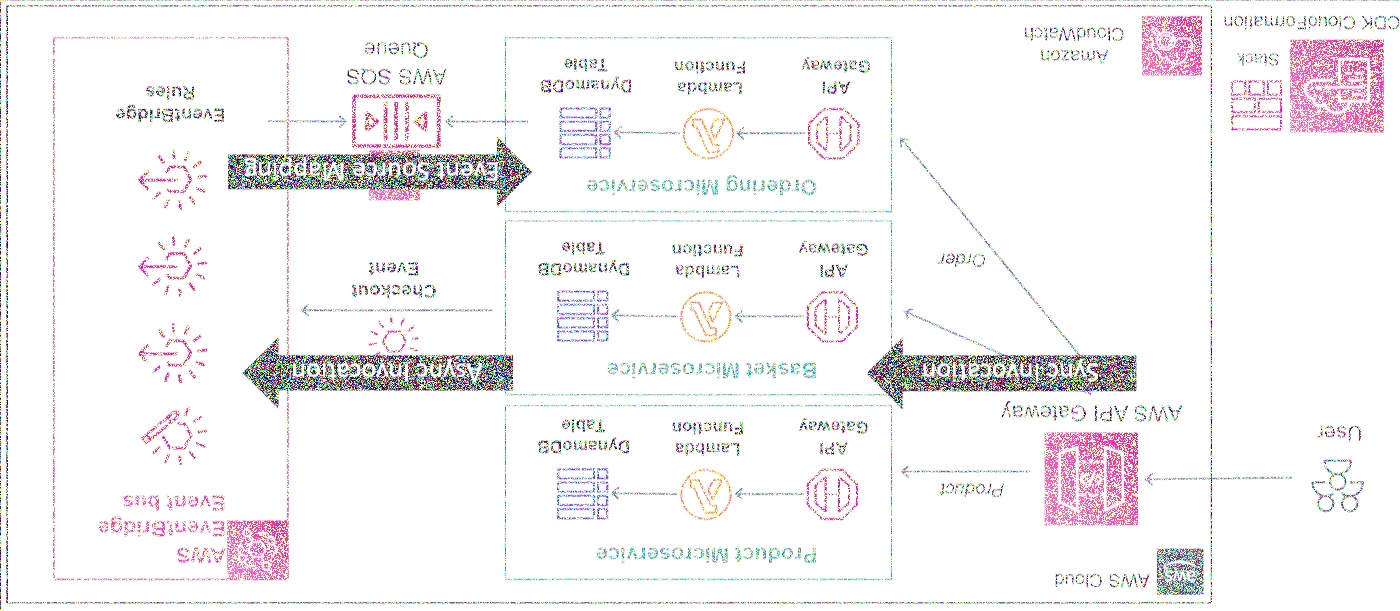 User
AWS Cloud
aws
AWS API Gateway
Sync Invocation
Product
Order
Product Microservice
API
Gateway
Lambda
Function
DynamoDB
Table
Basket Microservice
API
Gateway
Lambda
Function
DynamoDB
Table
Ordering Microservice
API
Gateway
Lambda
Function
DynamoDB
Table
Async Invocation
Checkout
Event
Event Source Mapping
AWS SQS
Queue
AWS
EventBridge
Event bus
EventBridge
Rules
Amazon
CloudWatch
CDK CloudFormation
Stack